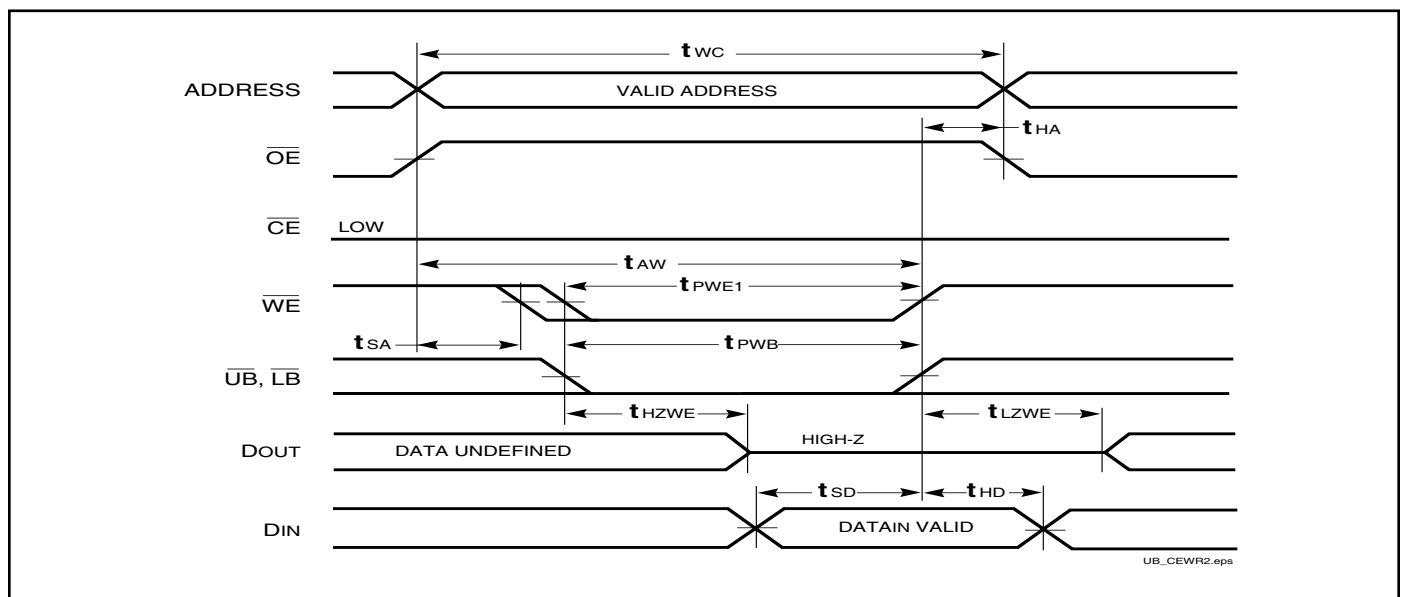 tWC
ADDRESS
VALID ADDRESS
tHA
OE
CE
LOW
tAW
WE
tPWE1
tSA
tPWB
UB, LB
tHZWE
tLZWE
DOUT
DATA UNDEFINED
HIGH-Z
tSD
tHD
DIN
DATAIN VALID
UB_CEWR2.eps